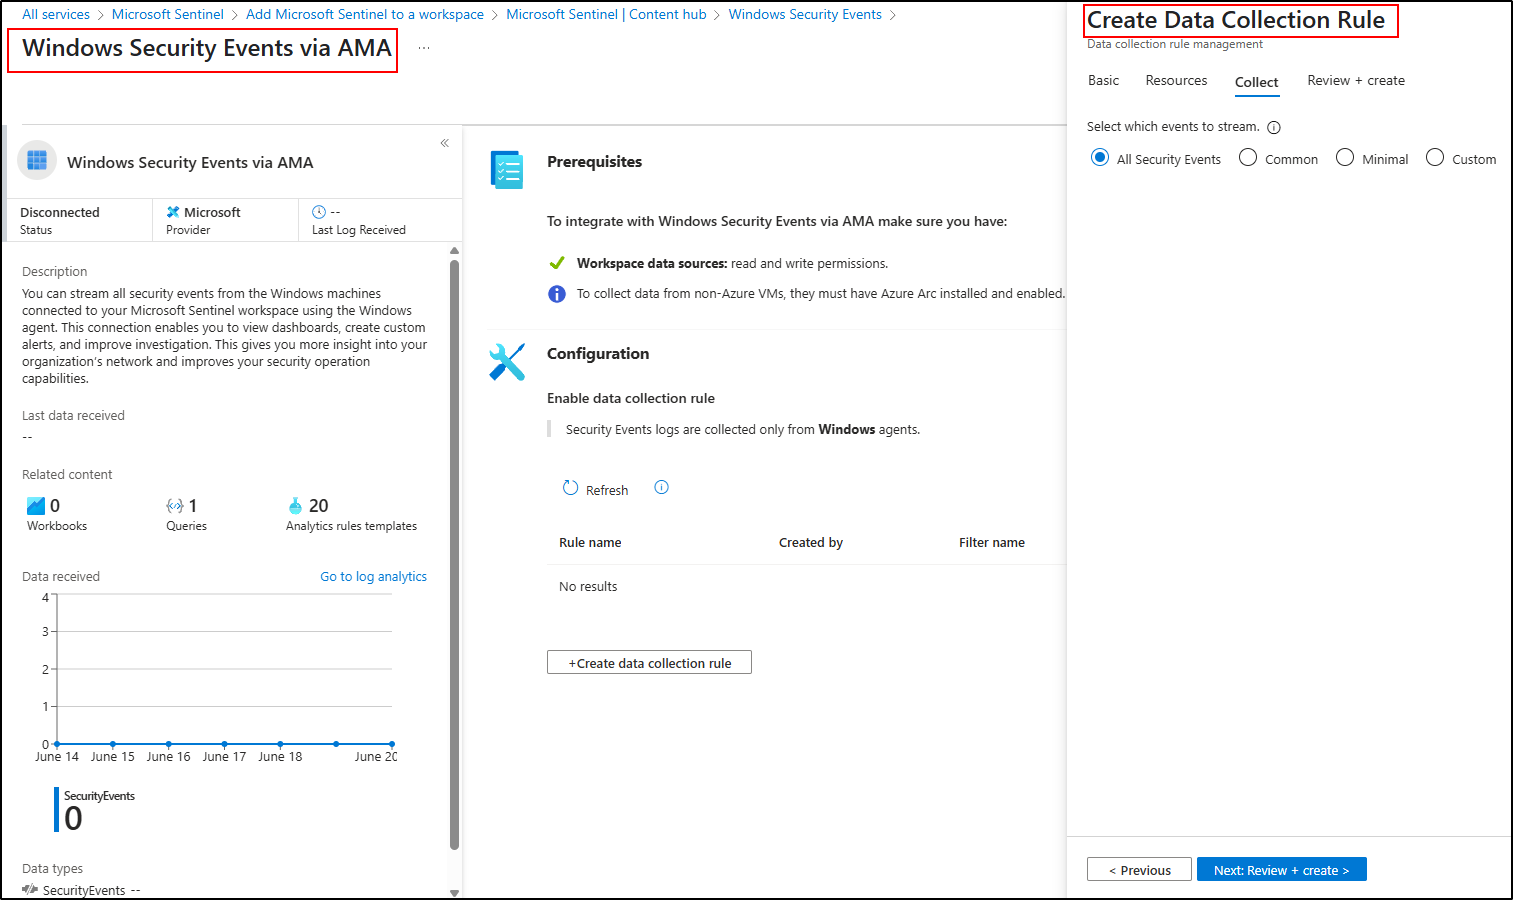 All services > Microsoft Sentinel > Add Microsoft Sentinel to a workspace > Microsoft Sentinel | Content hub > Windows Security Events >
Windows Security Events via AMA ...
«
Windows Security Events via AMA
Disconnected
Status
Microsoft
Provider
--
Last Log Received
Description
You can stream all security events from the Windows machines
connected to your Microsoft Sentinel workspace using the Windows
agent. This connection enables you to view dashboards, create custom
alerts, and improve investigation. This gives you more insight into your
organization's network and improves your security operation
capabilities.
Last data received
--
Related content
0
Workbooks
1
Queries
20
Analytics rules templates
Data received
Go to log analytics
4
3
2
1
0
June 14 June 15 June 16 June 17 June 18 June 20
SecurityEvents
0
Data types
SecurityEvents --
Prerequisites
To integrate with Windows Security Events via AMA make sure you have:
Workspace data sources: read and write permissions.
To collect data from non-Azure VMs, they must have Azure Arc installed and enabled.
Configuration
Enable data collection rule
Security Events logs are collected only from Windows agents.
Refresh
Rule name Created by Filter name
No results
+Create data collection rule
Create Data Collection Rule
Data collection rule management
Basic Resources Collect Review + create
Select which events to stream.
All Security Events Common Minimal Custom
< Previous
Next: Review + create >